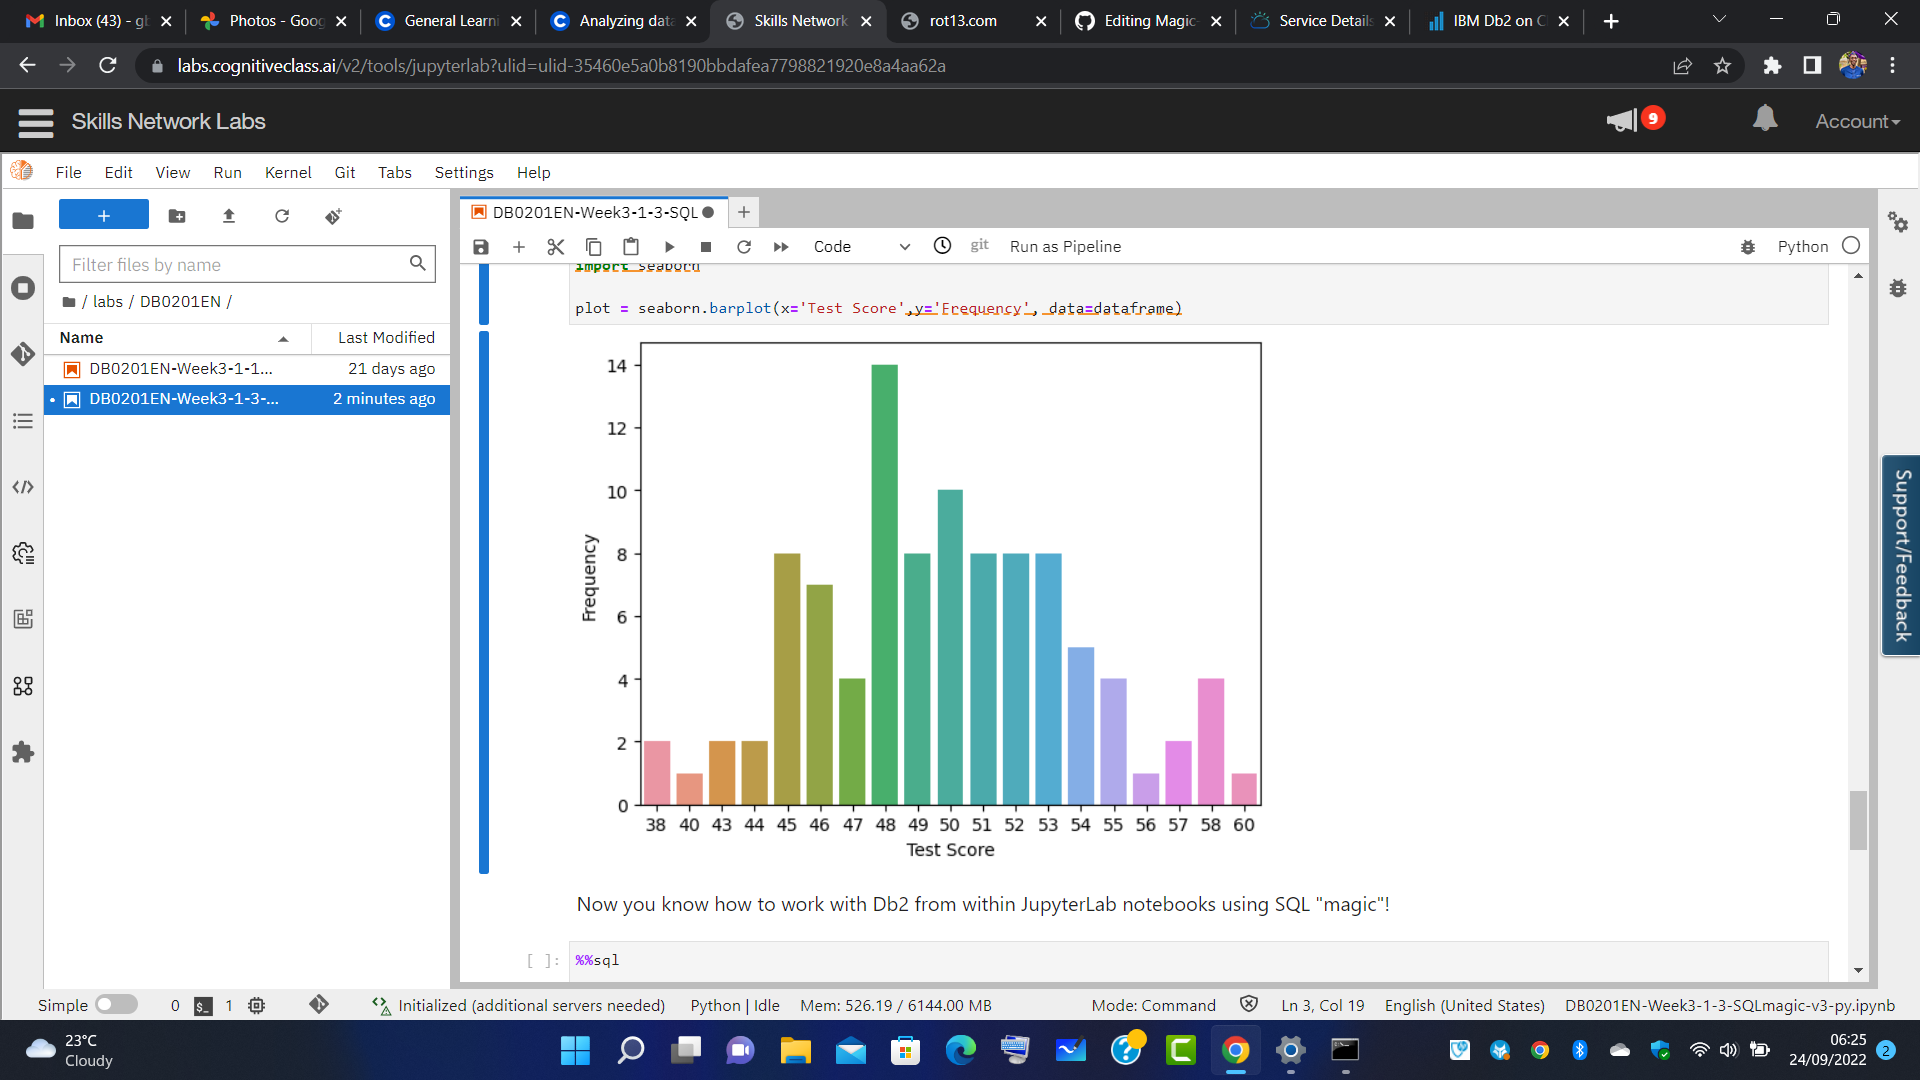 Inbox (43) - gb
Photos - Goog
General Learni
Analyzing data
Skills Network
rot13.com
Editing Magic-
Service Details
IBM Db2 on Cl
labs.cognitiveclass.ai/v2/tools/jupyterlab?ulid=ulid-35460e5a0b8190bbdafea7798821920e8a4aa62a
Skills Network Labs
9
Account
File Edit View Run Kernel Git Tabs Settings Help
Filter files by name
/ labs / DB0201EN /
Name Last Modified
DB0201EN-Week3-1-1... 21 days ago
DB0201EN-Week3-1-3-... 2 minutes ago
DB0201EN-Week3-1-3-SQL
Code
git
Run as Pipeline
Python
import seaborn
plot = seaborn.barplot(x='Test Score',y='Frequency', data=dataframe)
14
12
10
8
6
4
2
0
Frequency
38 40 43 44 45 46 47 48 49 50 51 52 53 54 55 56 57 58 60
Test Score
Now you know how to work with Db2 from within JupyterLab notebooks using SQL "magic"!
[ ]: %%sql
Support/Feedback
Simple 0 $_ 1 Initialized (additional servers needed) Python | Idle Mem: 526.19 / 6144.00 MB Mode: Command Ln 3, Col 19 English (United States) DB0201EN-Week3-1-3-SQLmagic-v3-py.ipynb
23°C
Cloudy
06:25
24/09/2022
2